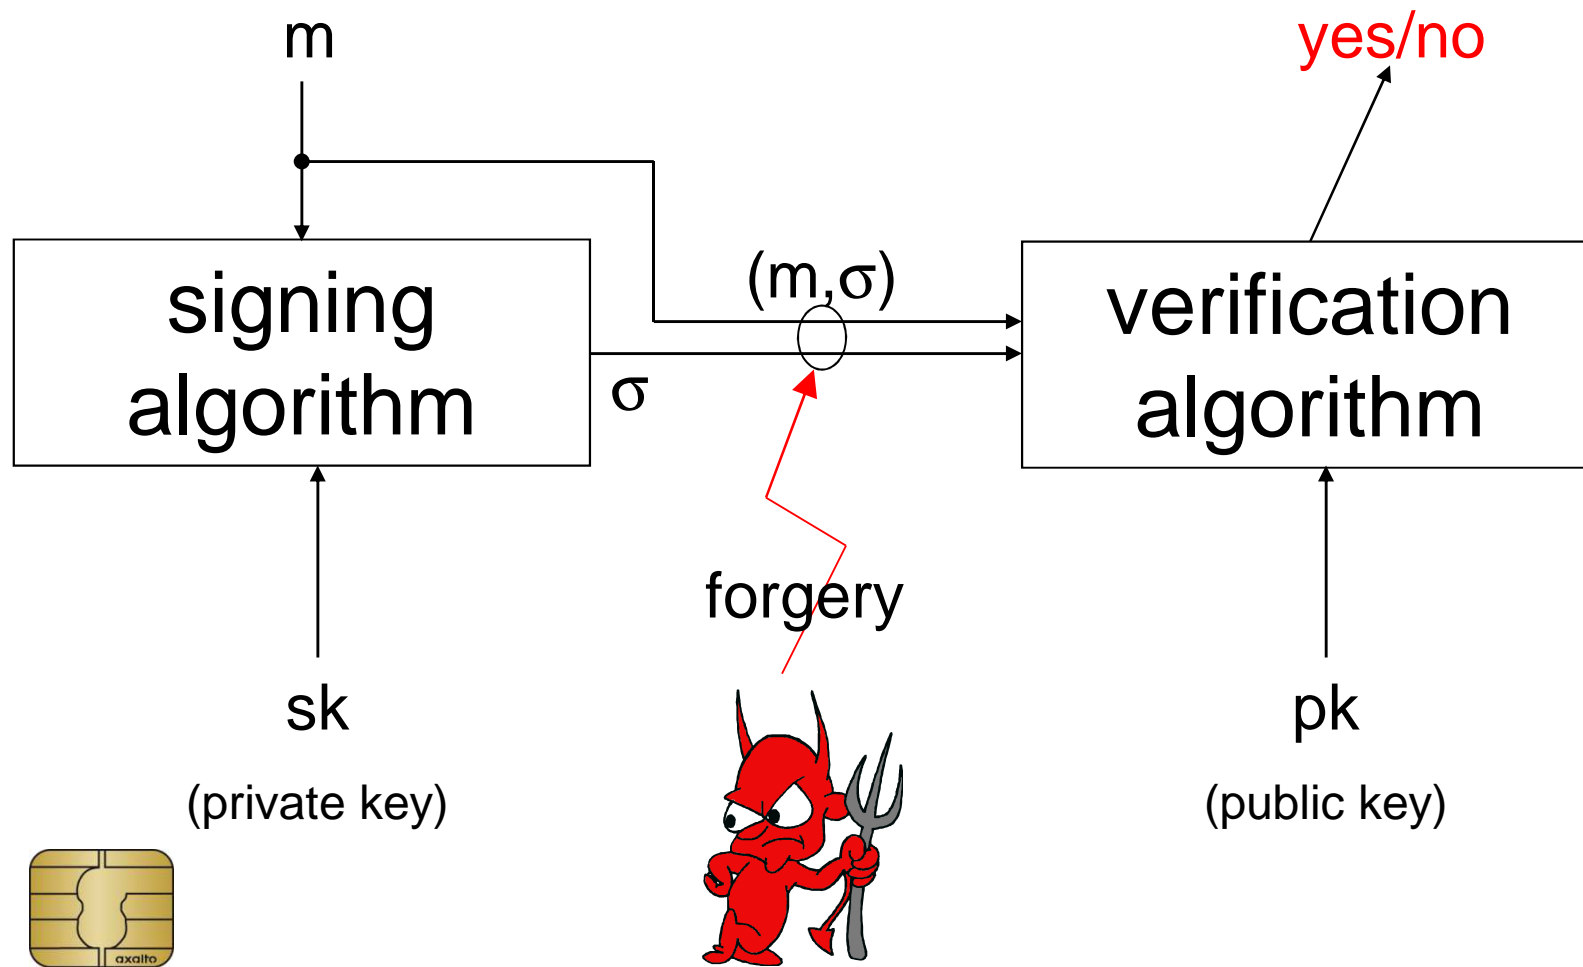 m
yes/no
signing
algorithm
(m,σ)
σ
verification
algorithm
forgery
sk
(private key)
pk
(public key)
axalto